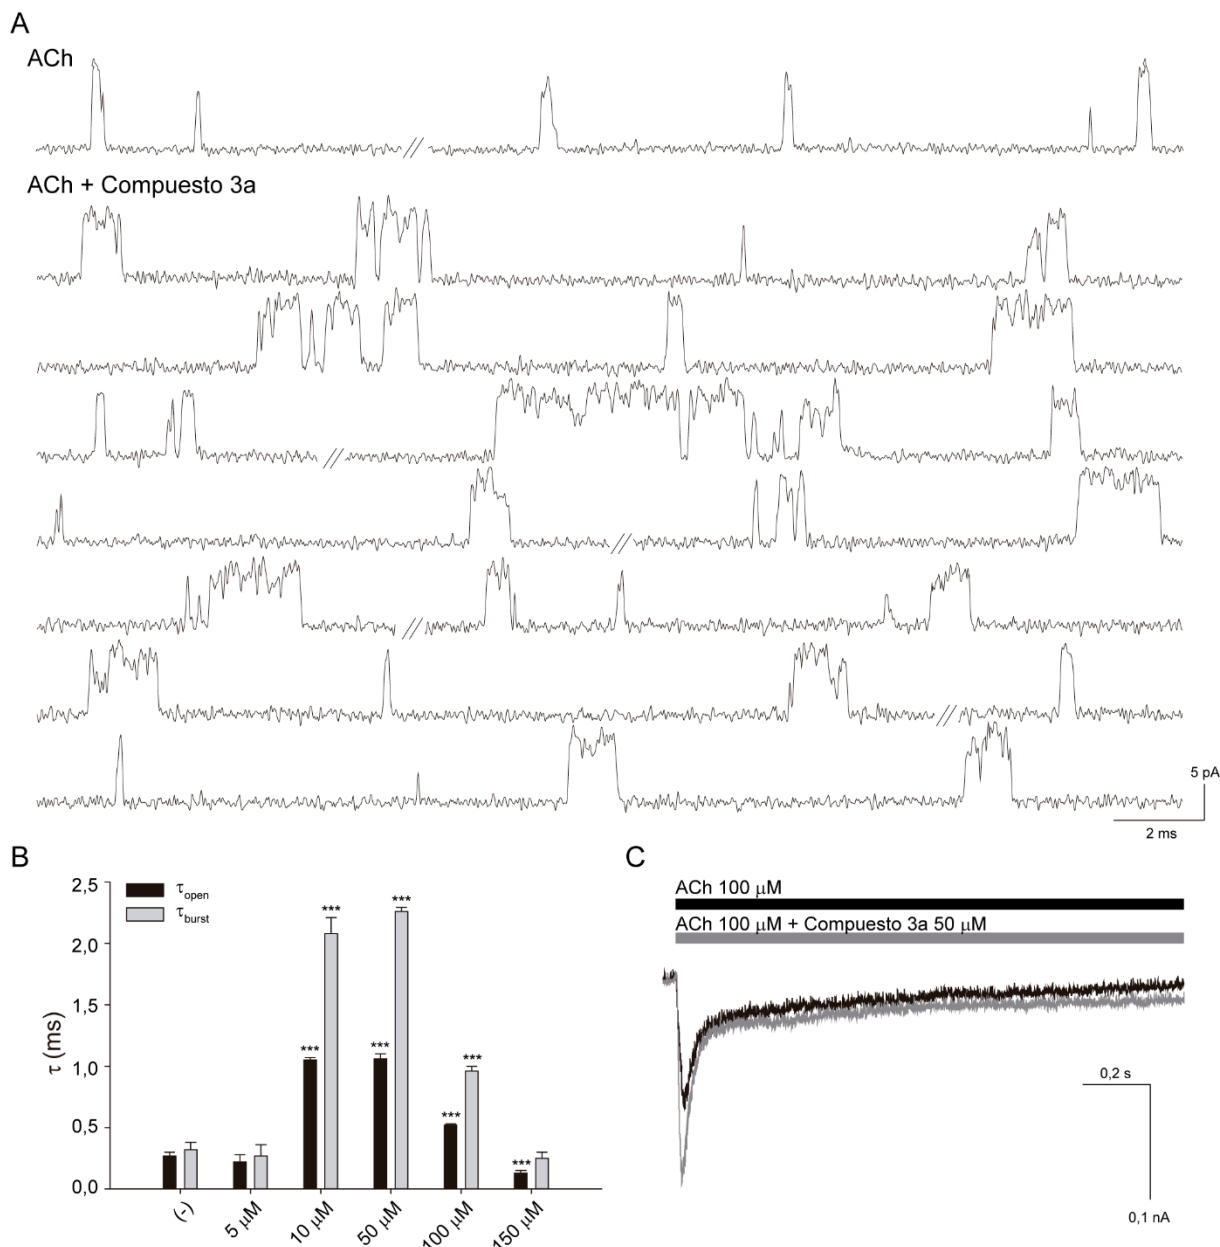 A
ACh
ACh + Compuesto 3a
5 pA
2 ms
B
τopen
τburst
2,5
2,0
1,5
1,0
0,5
0,0
τ (ms)
*** *** *** *** *** *** ***
(-) 5 μM 10 μM 50 μM 100 μM 150 μM
C
ACh 100 μM
ACh 100 μM + Compuesto 3a 50 μM
0,2 s
0,1 nA